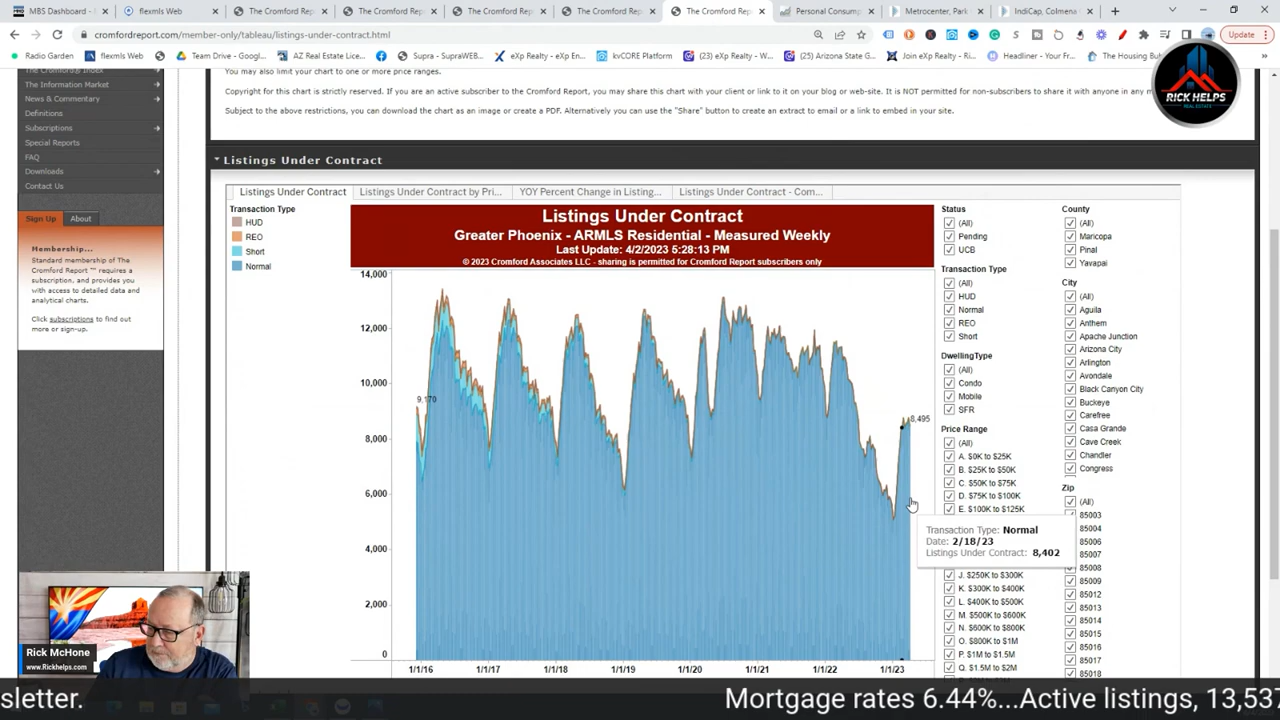 MBS Dashboard - M
flexmls Web
The Cromford Repo
The Cromford Repo
The Cromford Repo
The Cromford Repo
The Cromford Repo
Personal Consump
Metrocenter, Park
IndiCap, Colmena
cromfordreport.com/member-only/tableau/listings-under-contract.html
Update
Radio Garden
flexmls Web
Team Drive - Googl...
AZ Real Estate Licen...
Supra - SupraWEB...
eXp Realty - eXp En...
kvCORE Platform
(23) eXp Realty - W...
(21) Arizona State G...
Join eXp Realty - Ri...
Headliner - Your Fr...
The Housing Bu
RICK HELPS
REAL ESTATE
The Cromford® Index
The Information Market
News & Commentary
Definitions
Subscriptions
Special Reports
FAQ
Downloads
Contact Us
Sign Up
About
Membership...
Standard membership of The
Cromford Report ™ requires a
subscription, and provides you
with access to detailed data and
analytical charts.
Click subscriptions to find out
more or sign-up.
You may also limit your chart to one or more price ranges.
Copyright for this chart is strictly reserved. If you are an active subscriber to the Cromford Report, you may share this chart with your client or link to it on your blog or web-site. It is NOT permitted for non-subscribers to share it with anyone in any m
Subject to the above restrictions, you can download the chart as an image or create a PDF. Alternatively you can use the "Share" button to create an extract to email or a link to embed in your site.
Listings Under Contract
Listings Under Contract
Listings Under Contract by Pri...
YOY Percent Change in Listing...
Listings Under Contract - Com...
Transaction Type
HUD
REO
Short
Normal
Listings Under Contract
Greater Phoenix - ARMLS Residential - Measured Weekly
Last Update: 4/2/2023 5:28:13 PM
© 2023 Cromford Associates LLC - sharing is permitted for Cromford Report subscribers only
14,000
12,000
10,000
8,000
6,000
4,000
2,000
0
9,170
8,495
1/1/16
1/1/17
1/1/18
1/1/19
1/1/20
1/1/21
1/1/22
1/1/23
Transaction Type: Normal
Date: 2/18/23
Listings Under Contract: 8,402
Status
(All)
Pending
UCB
Transaction Type
(All)
HUD
Normal
REO
Short
DwellingType
(All)
Condo
Mobile
SFR
Price Range
(All)
A. $0K to $25K
B. $25K to $50K
C. $50K to $75K
D. $75K to $100K
E. $100K to $125K
J. $250K to $300K
K. $300K to $400K
L. $400K to $500K
M. $500K to $600K
N. $600K to $800K
O. $800K to $1M
P. $1M to $1.5M
Q. $1.5M to $2M
County
(All)
Maricopa
Pinal
Yavapai
City
(All)
Aguila
Anthem
Apache Junction
Arizona City
Arlington
Avondale
Black Canyon City
Buckeye
Carefree
Casa Grande
Cave Creek
Chandler
Congress
Zip
(All)
85003
85004
85006
85007
85008
85009
85012
85013
85014
85015
85016
85017
85018
Rick McHone
www.Rickhelps.com
sletter.
Mortgage rates 6.44%...Active listings, 13,53